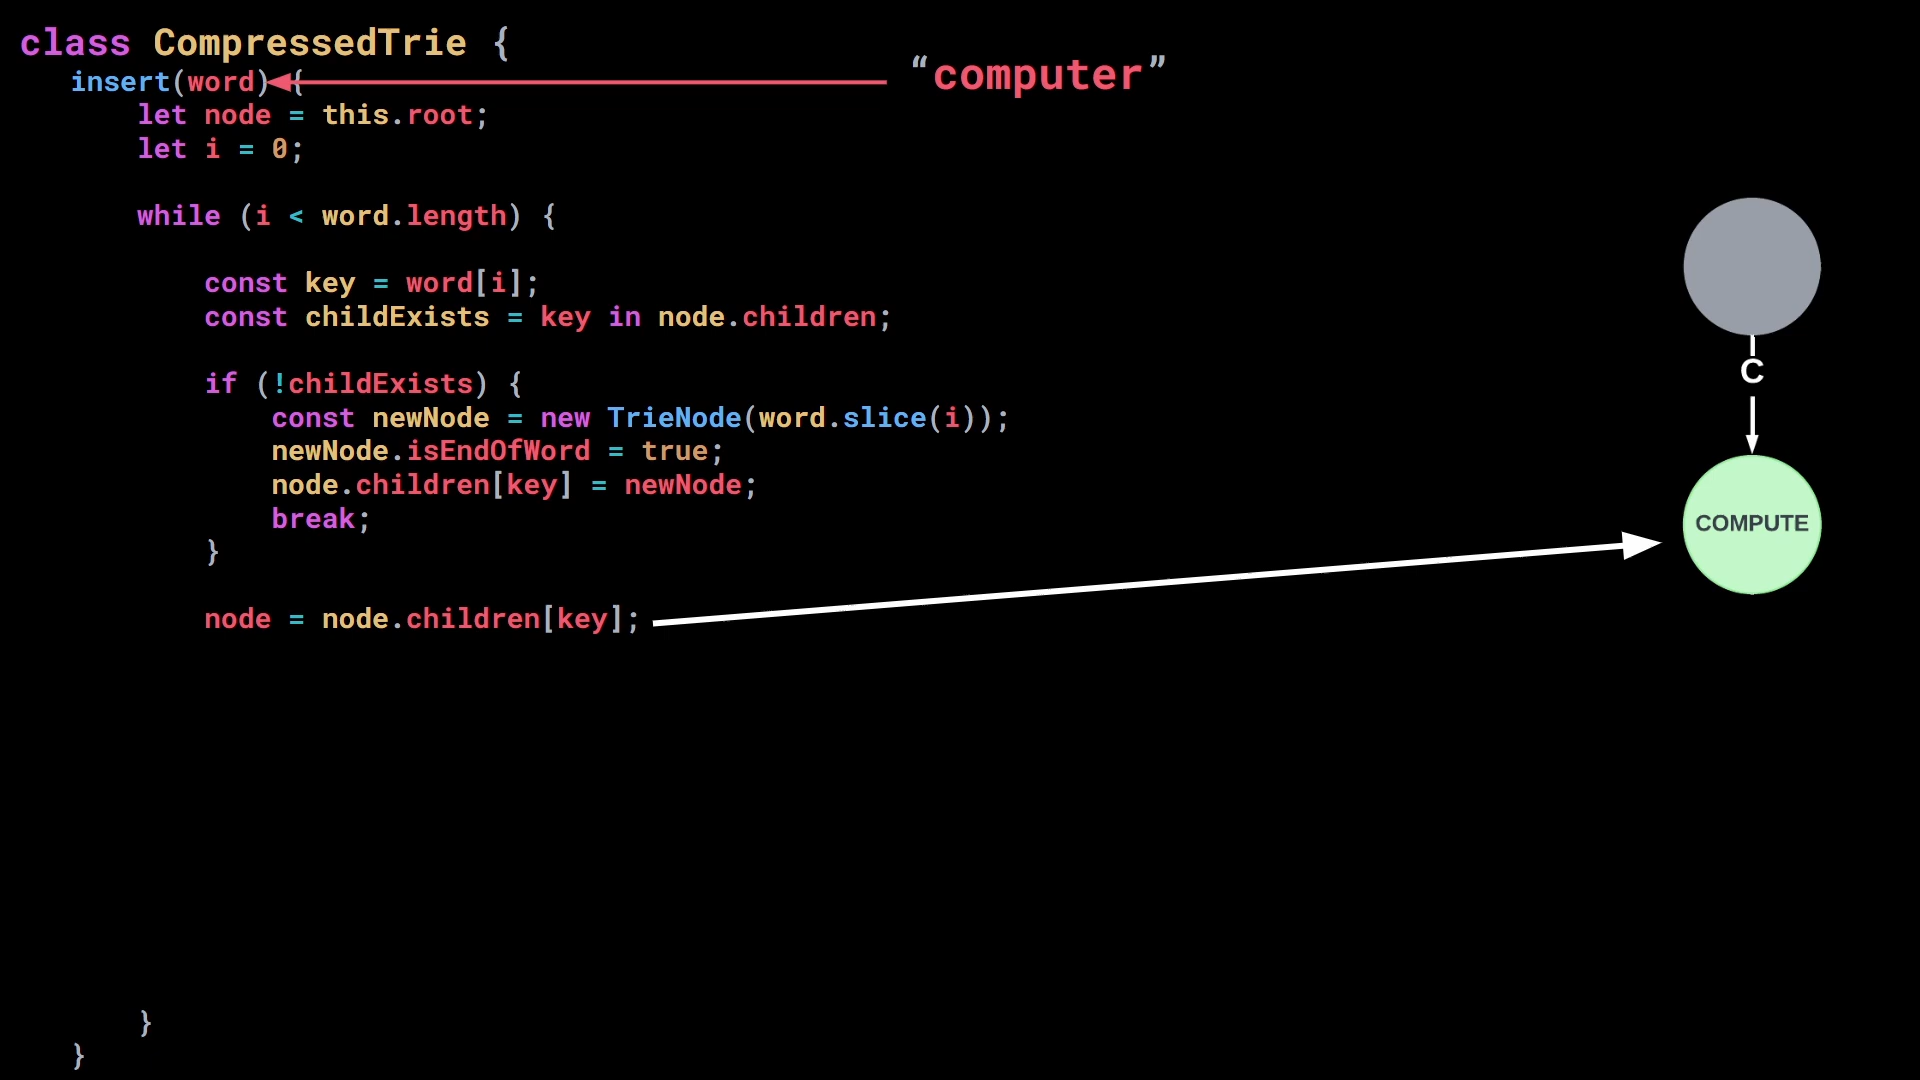 class CompressedTrie {
insert(word) {
“computer”
let node = this.root;
let i = 0;
while (i < word.length) {
const key = word[i];
const childExists = key in node.children;
if (!childExists) {
const newNode = new TrieNode(word.slice(i));
newNode.isEndOfWord = true;
node.children[key] = newNode;
break;
}
node = node.children[key];
}
}
C
COMPUTE